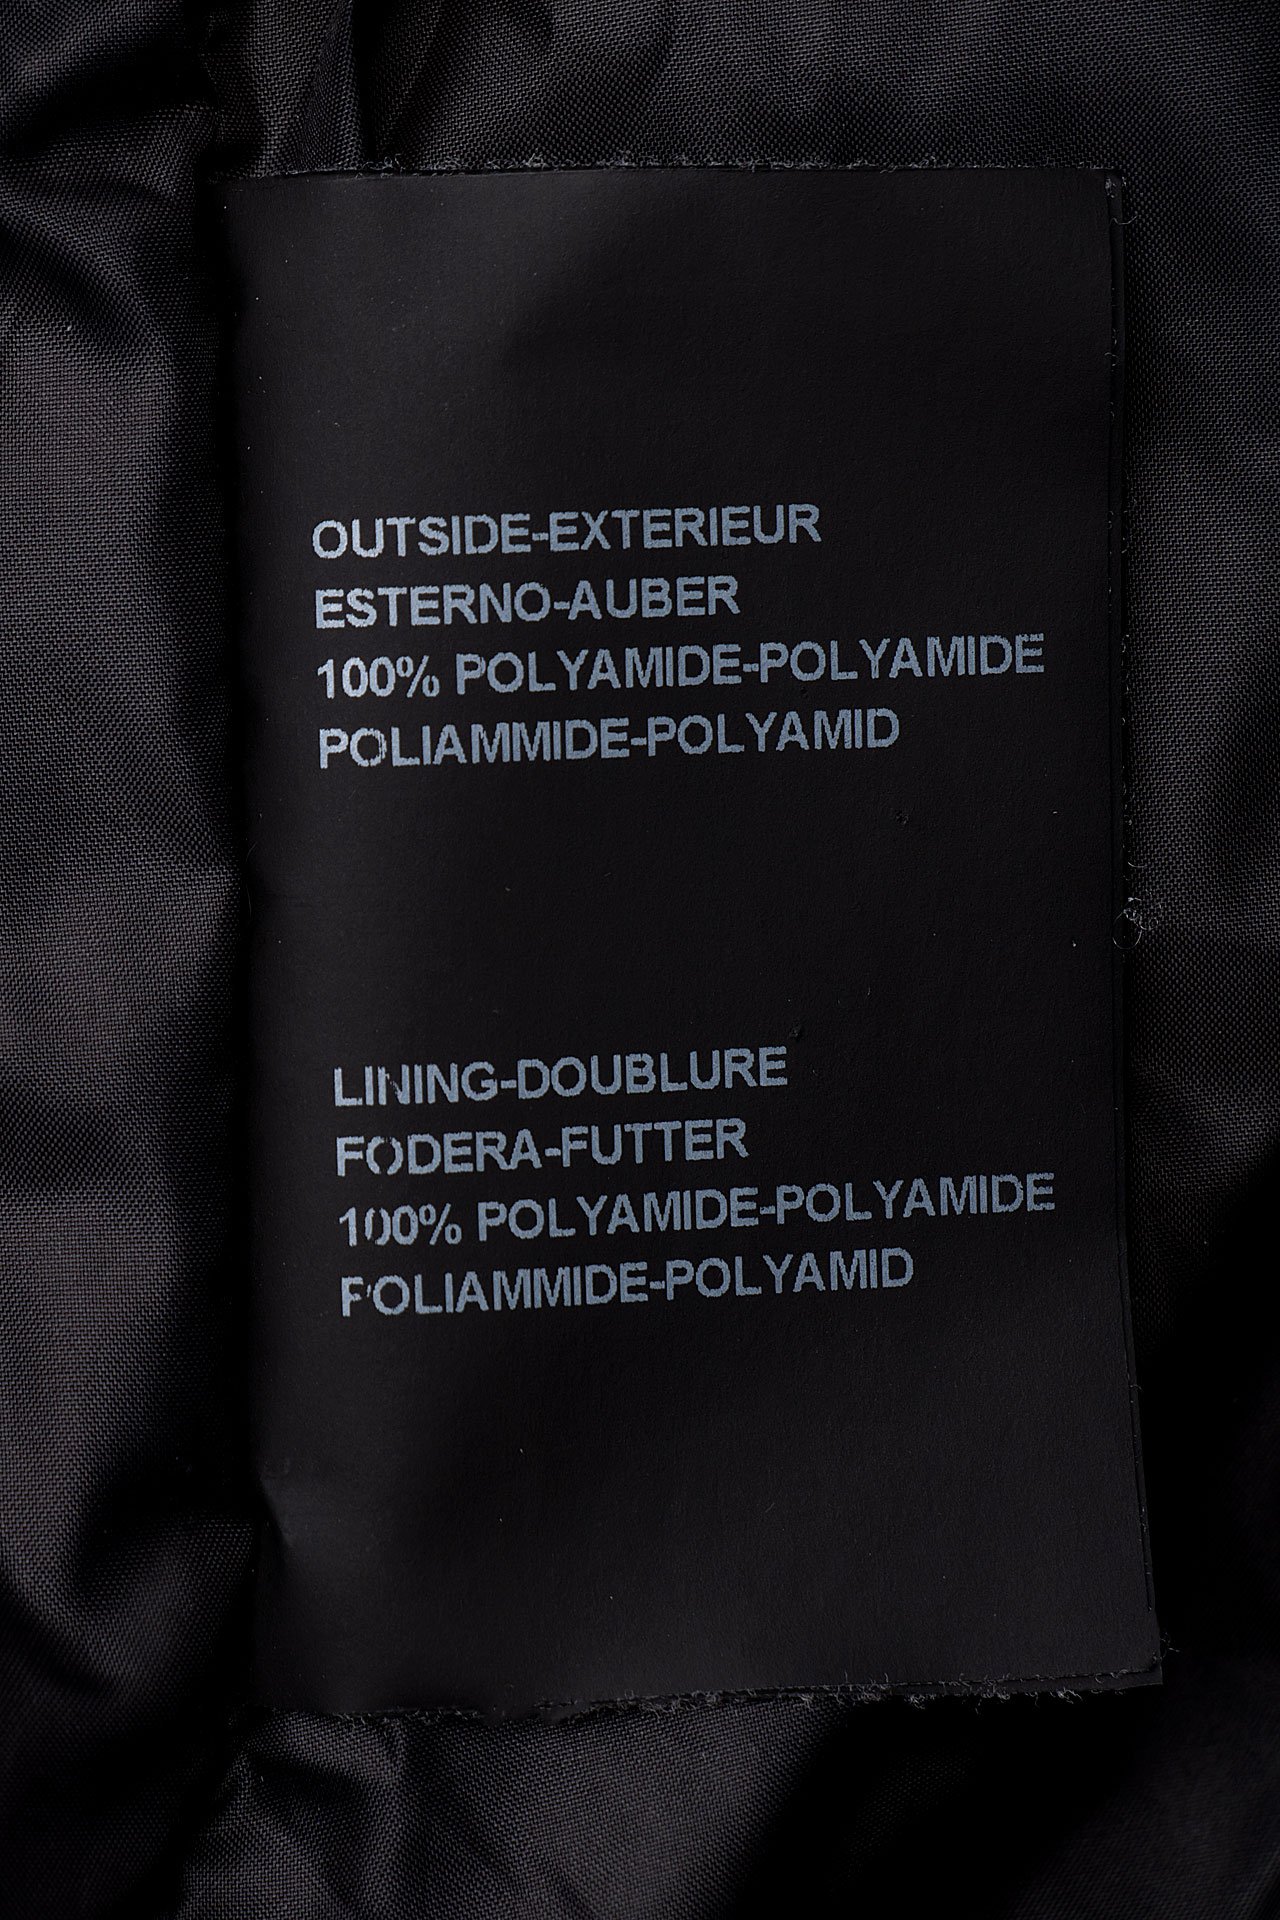 OUTSIDE-EXTERIEUR
ESTERNO-AUBER
100% POLYAMIDE-POLYAMIDE
POLIAMMIDE-POLYAMID
LINING-DOUBLURE
FODERA-FUTTER
100% POLYAMIDE-POLYAMIDE
POLIAMMIDE-POLYAMID